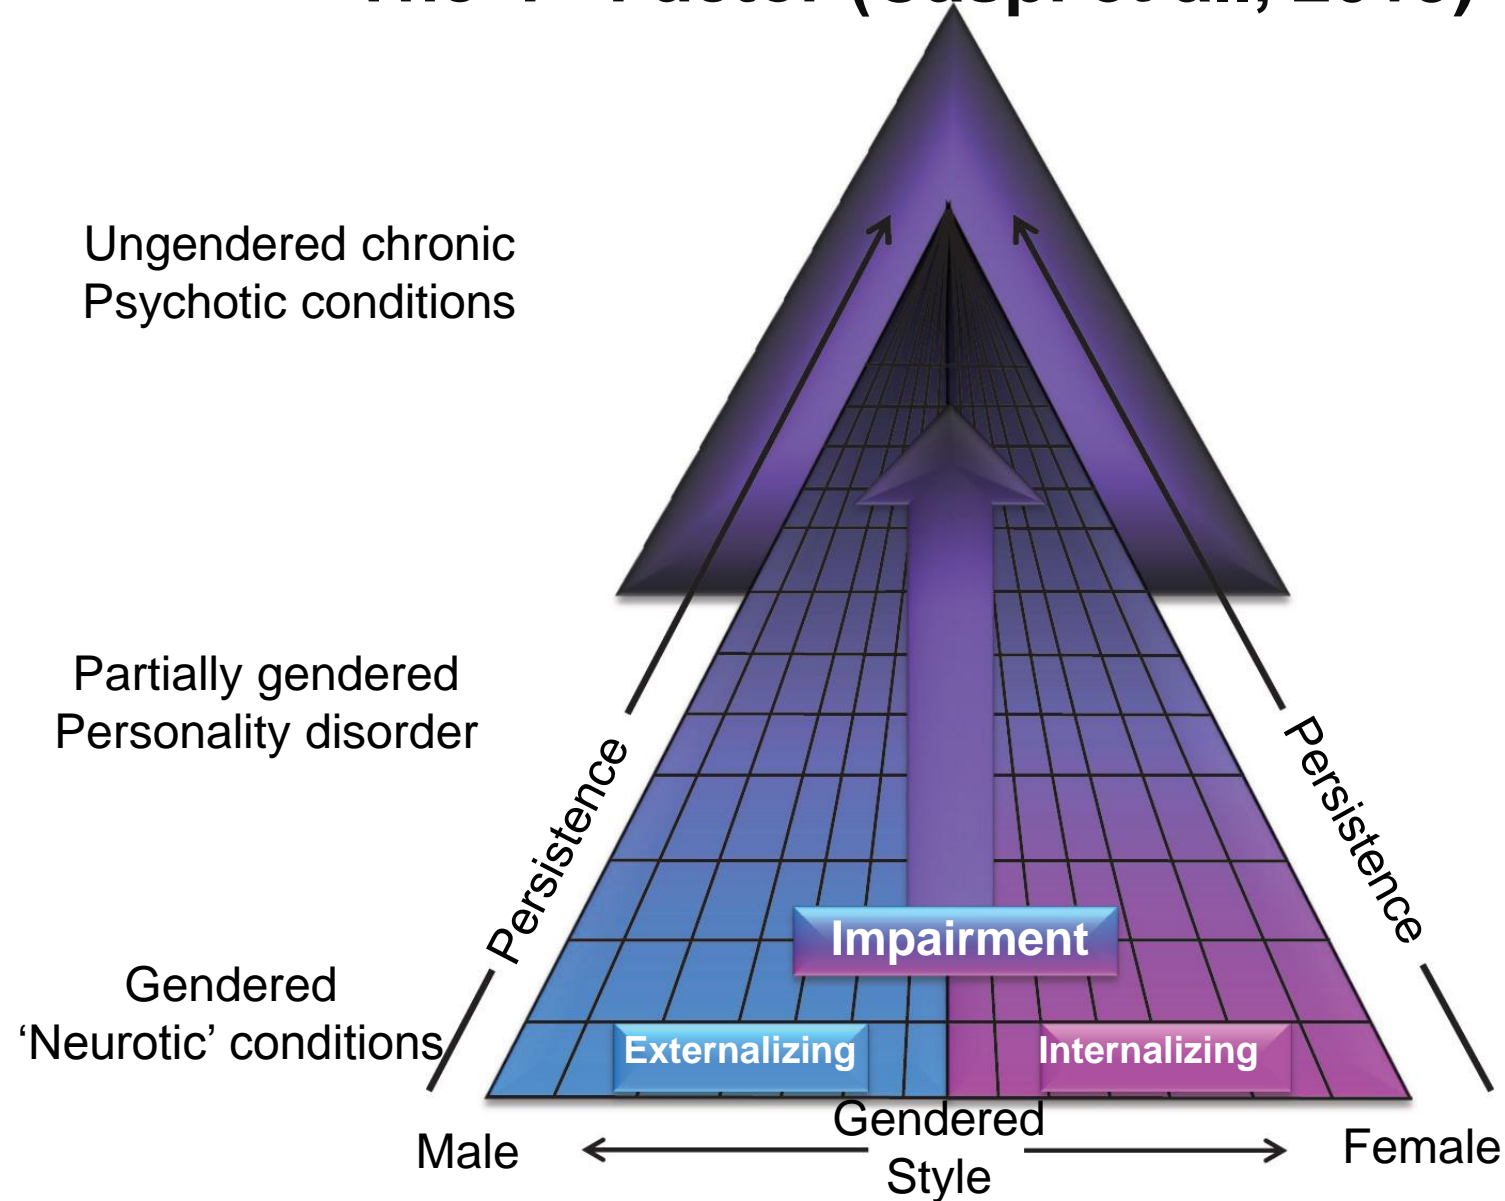 Ungendered chronic
Psychotic conditions
Partially gendered
Personality disorder
Persistence
Persistence
Gendered
‘Neurotic’ conditions
Impairment
Externalizing
Internalizing
Male
Gendered
Style
Female